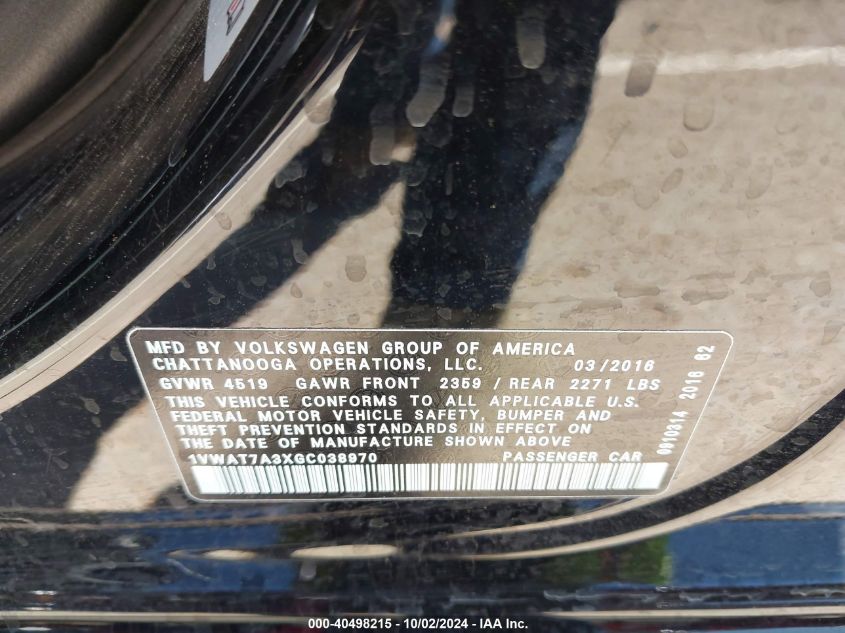 MFD BY VOLKSWAGEN GROUP OF AMERICA
CHATTANOOGA OPERATIONS, LLC. 03/2016
GVWR 4519 GAWR FRONT 2359 / REAR 2271 LBS
THIS VEHICLE CONFORMS TO ALL APPLICABLE U.S.
FEDERAL MOTOR VEHICLE SAFETY, BUMPER AND
THEFT PREVENTION STANDARDS IN EFFECT ON
THE DATE OF MANUFACTURE SHOWN ABOVE
1VWAT7A3XGC038970 PASSENGER CAR
0910314 2016 62
000-40498215 - 10/02/2024 - IAA Inc.